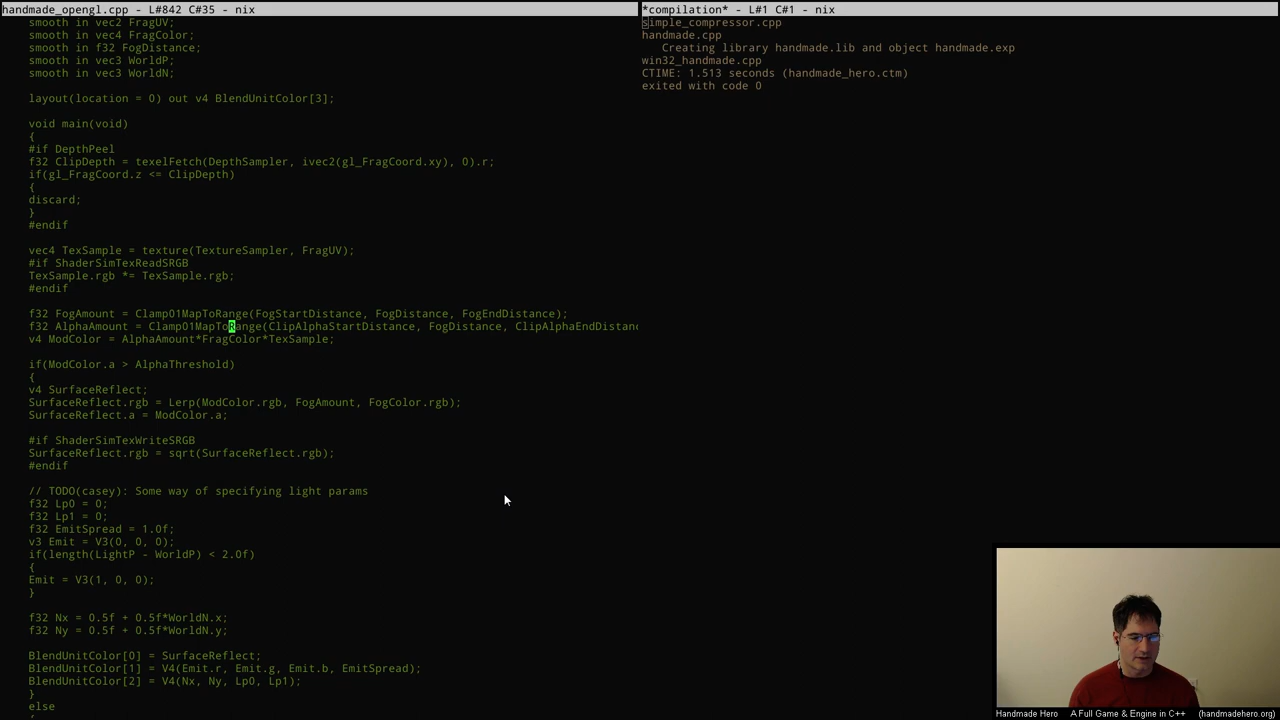 handmade_opengl.cpp - L#842 C#35 - nix
smooth in vec2 FragUV;
smooth in vec4 FragColor;
smooth in f32 FogDistance;
smooth in vec3 WorldP;
smooth in vec3 WorldN;
layout(location = 0) out v4 BlendUnitColor[3];
void main(void)
{
#if DepthPeel
f32 ClipDepth = texelFetch(DepthSampler, ivec2(gl_FragCoord.xy), 0).r;
if(gl_FragCoord.z <= ClipDepth)
{
discard;
}
#endif
vec4 TexSample = texture(TextureSampler, FragUV);
#if ShaderSimTexReadSRGB
TexSample.rgb *= TexSample.rgb;
#endif
f32 FogAmount = Clamp01MapToRange(FogStartDistance, FogDistance, FogEndDistance);
f32 AlphaAmount = Clamp01MapToRange(ClipAlphaStartDistance, FogDistance, ClipAlphaEndDistanc
v4 ModColor = AlphaAmount*FragColor*TexSample;
if(ModColor.a > AlphaThreshold)
{
v4 SurfaceReflect;
SurfaceReflect.rgb = Lerp(ModColor.rgb, FogAmount, FogColor.rgb);
SurfaceReflect.a = ModColor.a;
#if ShaderSimTexWriteSRGB
SurfaceReflect.rgb = sqrt(SurfaceReflect.rgb);
#endif
// TODO(casey): Some way of specifying light params
f32 Lp0 = 0;
f32 Lp1 = 0;
f32 EmitSpread = 1.0f;
v3 Emit = V3(0, 0, 0);
if(length(LightP - WorldP) < 2.0f)
{
Emit = V3(1, 0, 0);
}
f32 Nx = 0.5f + 0.5f*WorldN.x;
f32 Ny = 0.5f + 0.5f*WorldN.y;
BlendUnitColor[0] = SurfaceReflect;
BlendUnitColor[1] = V4(Emit.r, Emit.g, Emit.b, EmitSpread);
BlendUnitColor[2] = V4(Nx, Ny, Lp0, Lp1);
}
else
{
*compilation* - L#1 C#1 - nix
simple_compressor.cpp
handmade.cpp
Creating library handmade.lib and object handmade.exp
win32_handmade.cpp
CTIME: 1.513 seconds (handmade_hero.ctm)
exited with code 0
Handmade Hero A Full Game & Engine in C++ (handmadehero.org)